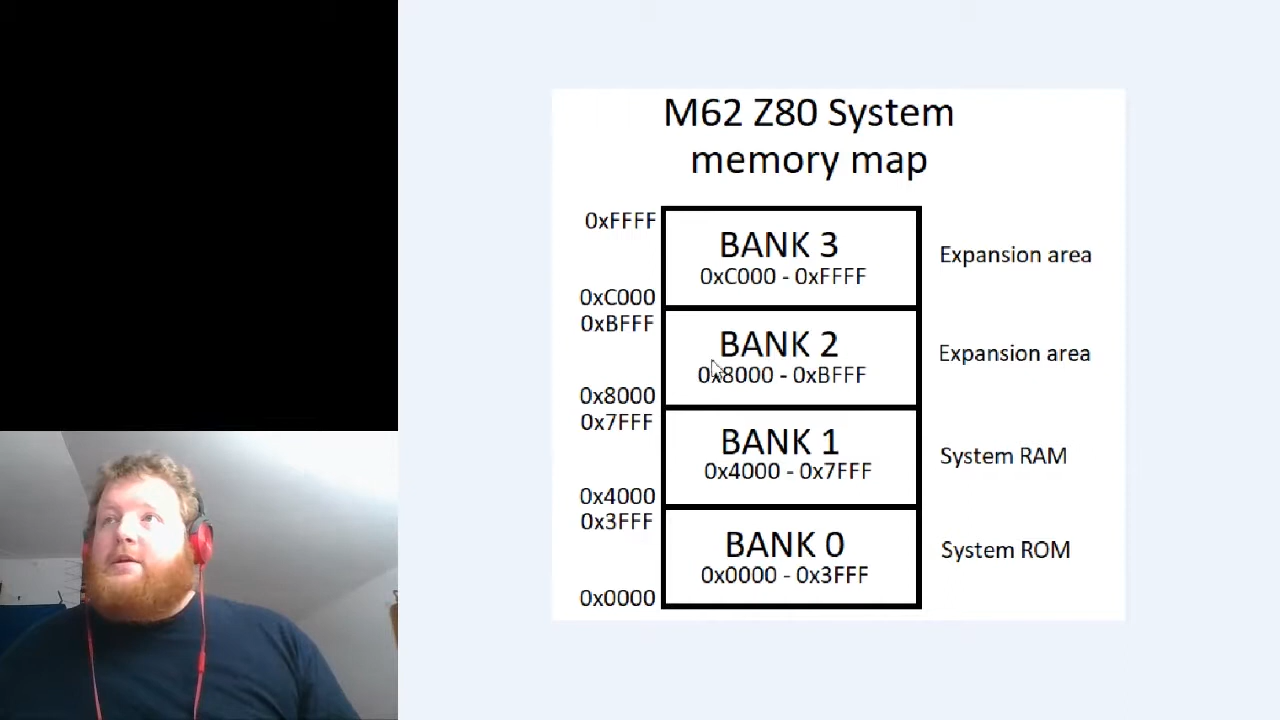 M62 Z80 System
memory map
0xFFFF
BANK 3
0xC000 - 0xFFFF
Expansion area
0xC000
0xBFFF
BANK 2
0x8000 - 0xBFFF
Expansion area
0x8000
0x7FFF
BANK 1
0x4000 - 0x7FFF
System RAM
0x4000
0x3FFF
BANK 0
0x0000 - 0x3FFF
System ROM
0x0000